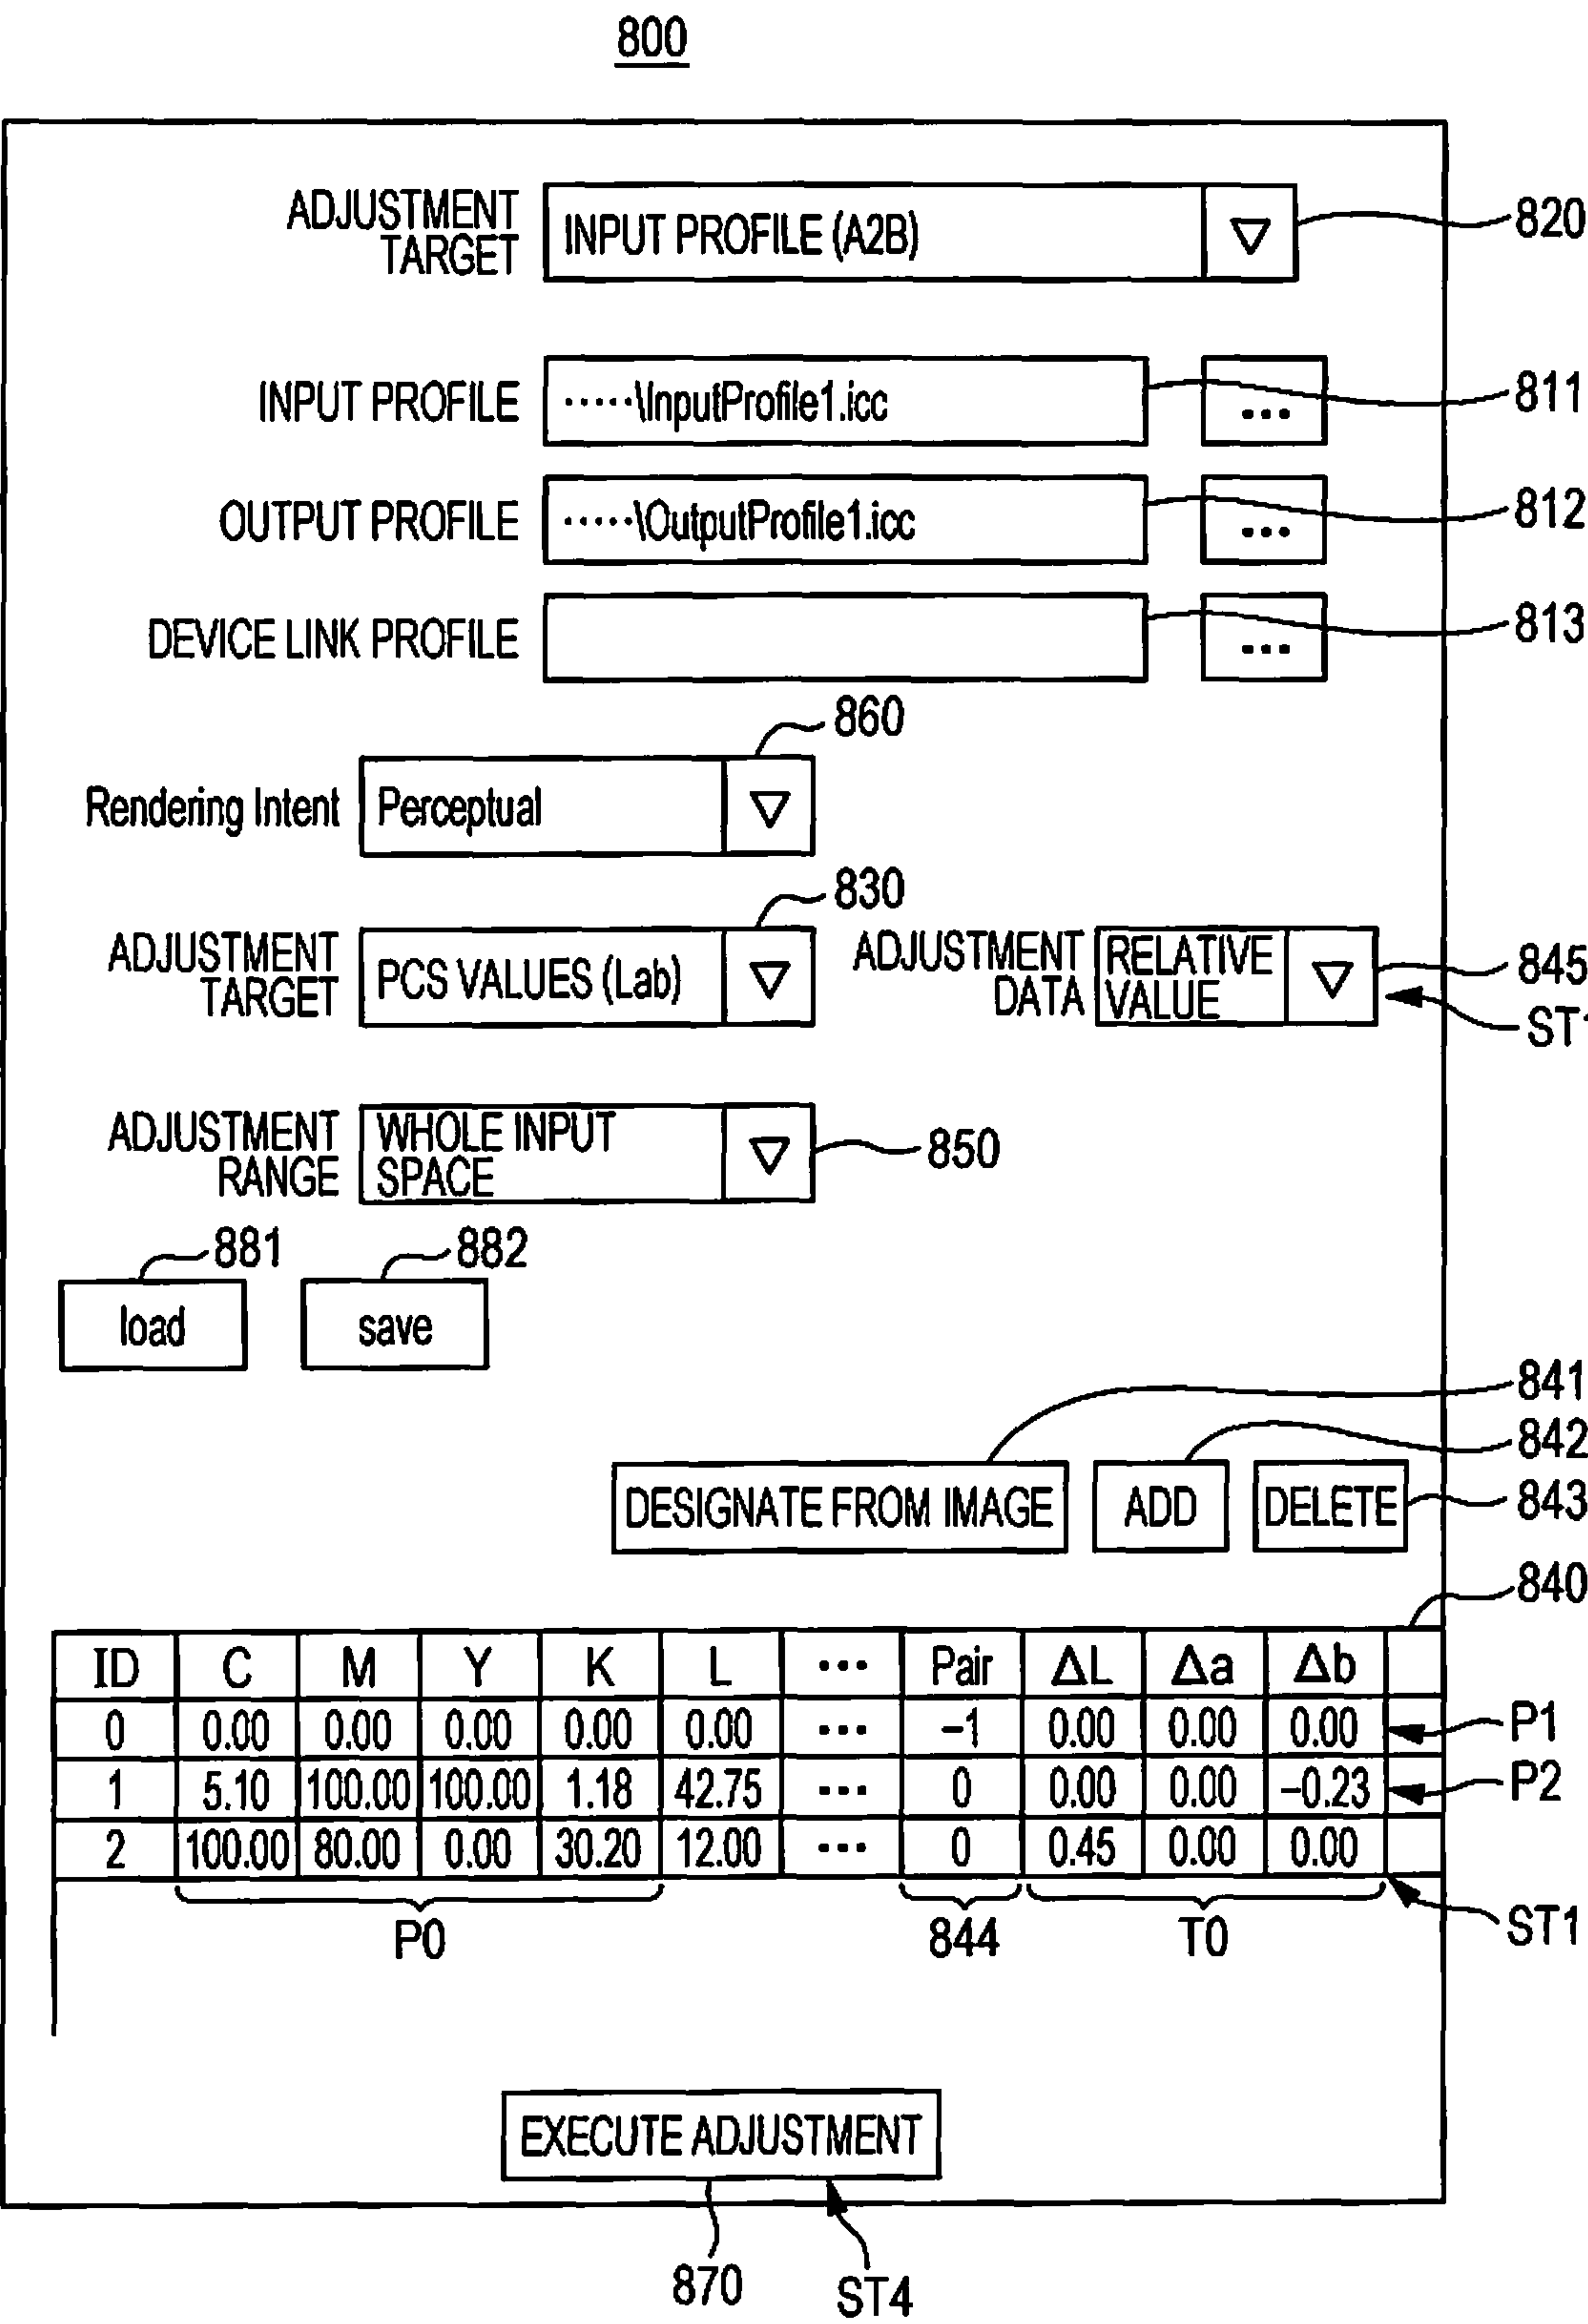 800
ADJUSTMENT
TARGET
INPUT PROFILE (A2B)
820
INPUT PROFILE
·····\InputProfile1.icc
...
811
OUTPUT PROFILE
·····\OutputProfile1.icc
...
812
DEVICE LINK PROFILE
...
813
860
Rendering Intent
Perceptual
830
ADJUSTMENT
TARGET
PCS VALUES (Lab)
ADJUSTMENT
DATA
RELATIVE
VALUE
845
ST1
ADJUSTMENT
RANGE
WHOLE INPUT
SPACE
850
881
882
load
save
841
842
DESIGNATE FROM IMAGE
ADD
DELETE
843
840
ID C M Y K L ... Pair ΔL Δa Δb
0 0.00 0.00 0.00 0.00 0.00 ... –1 0.00 0.00 0.00 P1
1 5.10 100.00 100.00 1.18 42.75 ... 0 0.00 0.00 –0.23 P2
2 100.00 80.00 0.00 30.20 12.00 ... 0 0.45 0.00 0.00
P0
844
T0
ST1
EXECUTE ADJUSTMENT
870
ST4